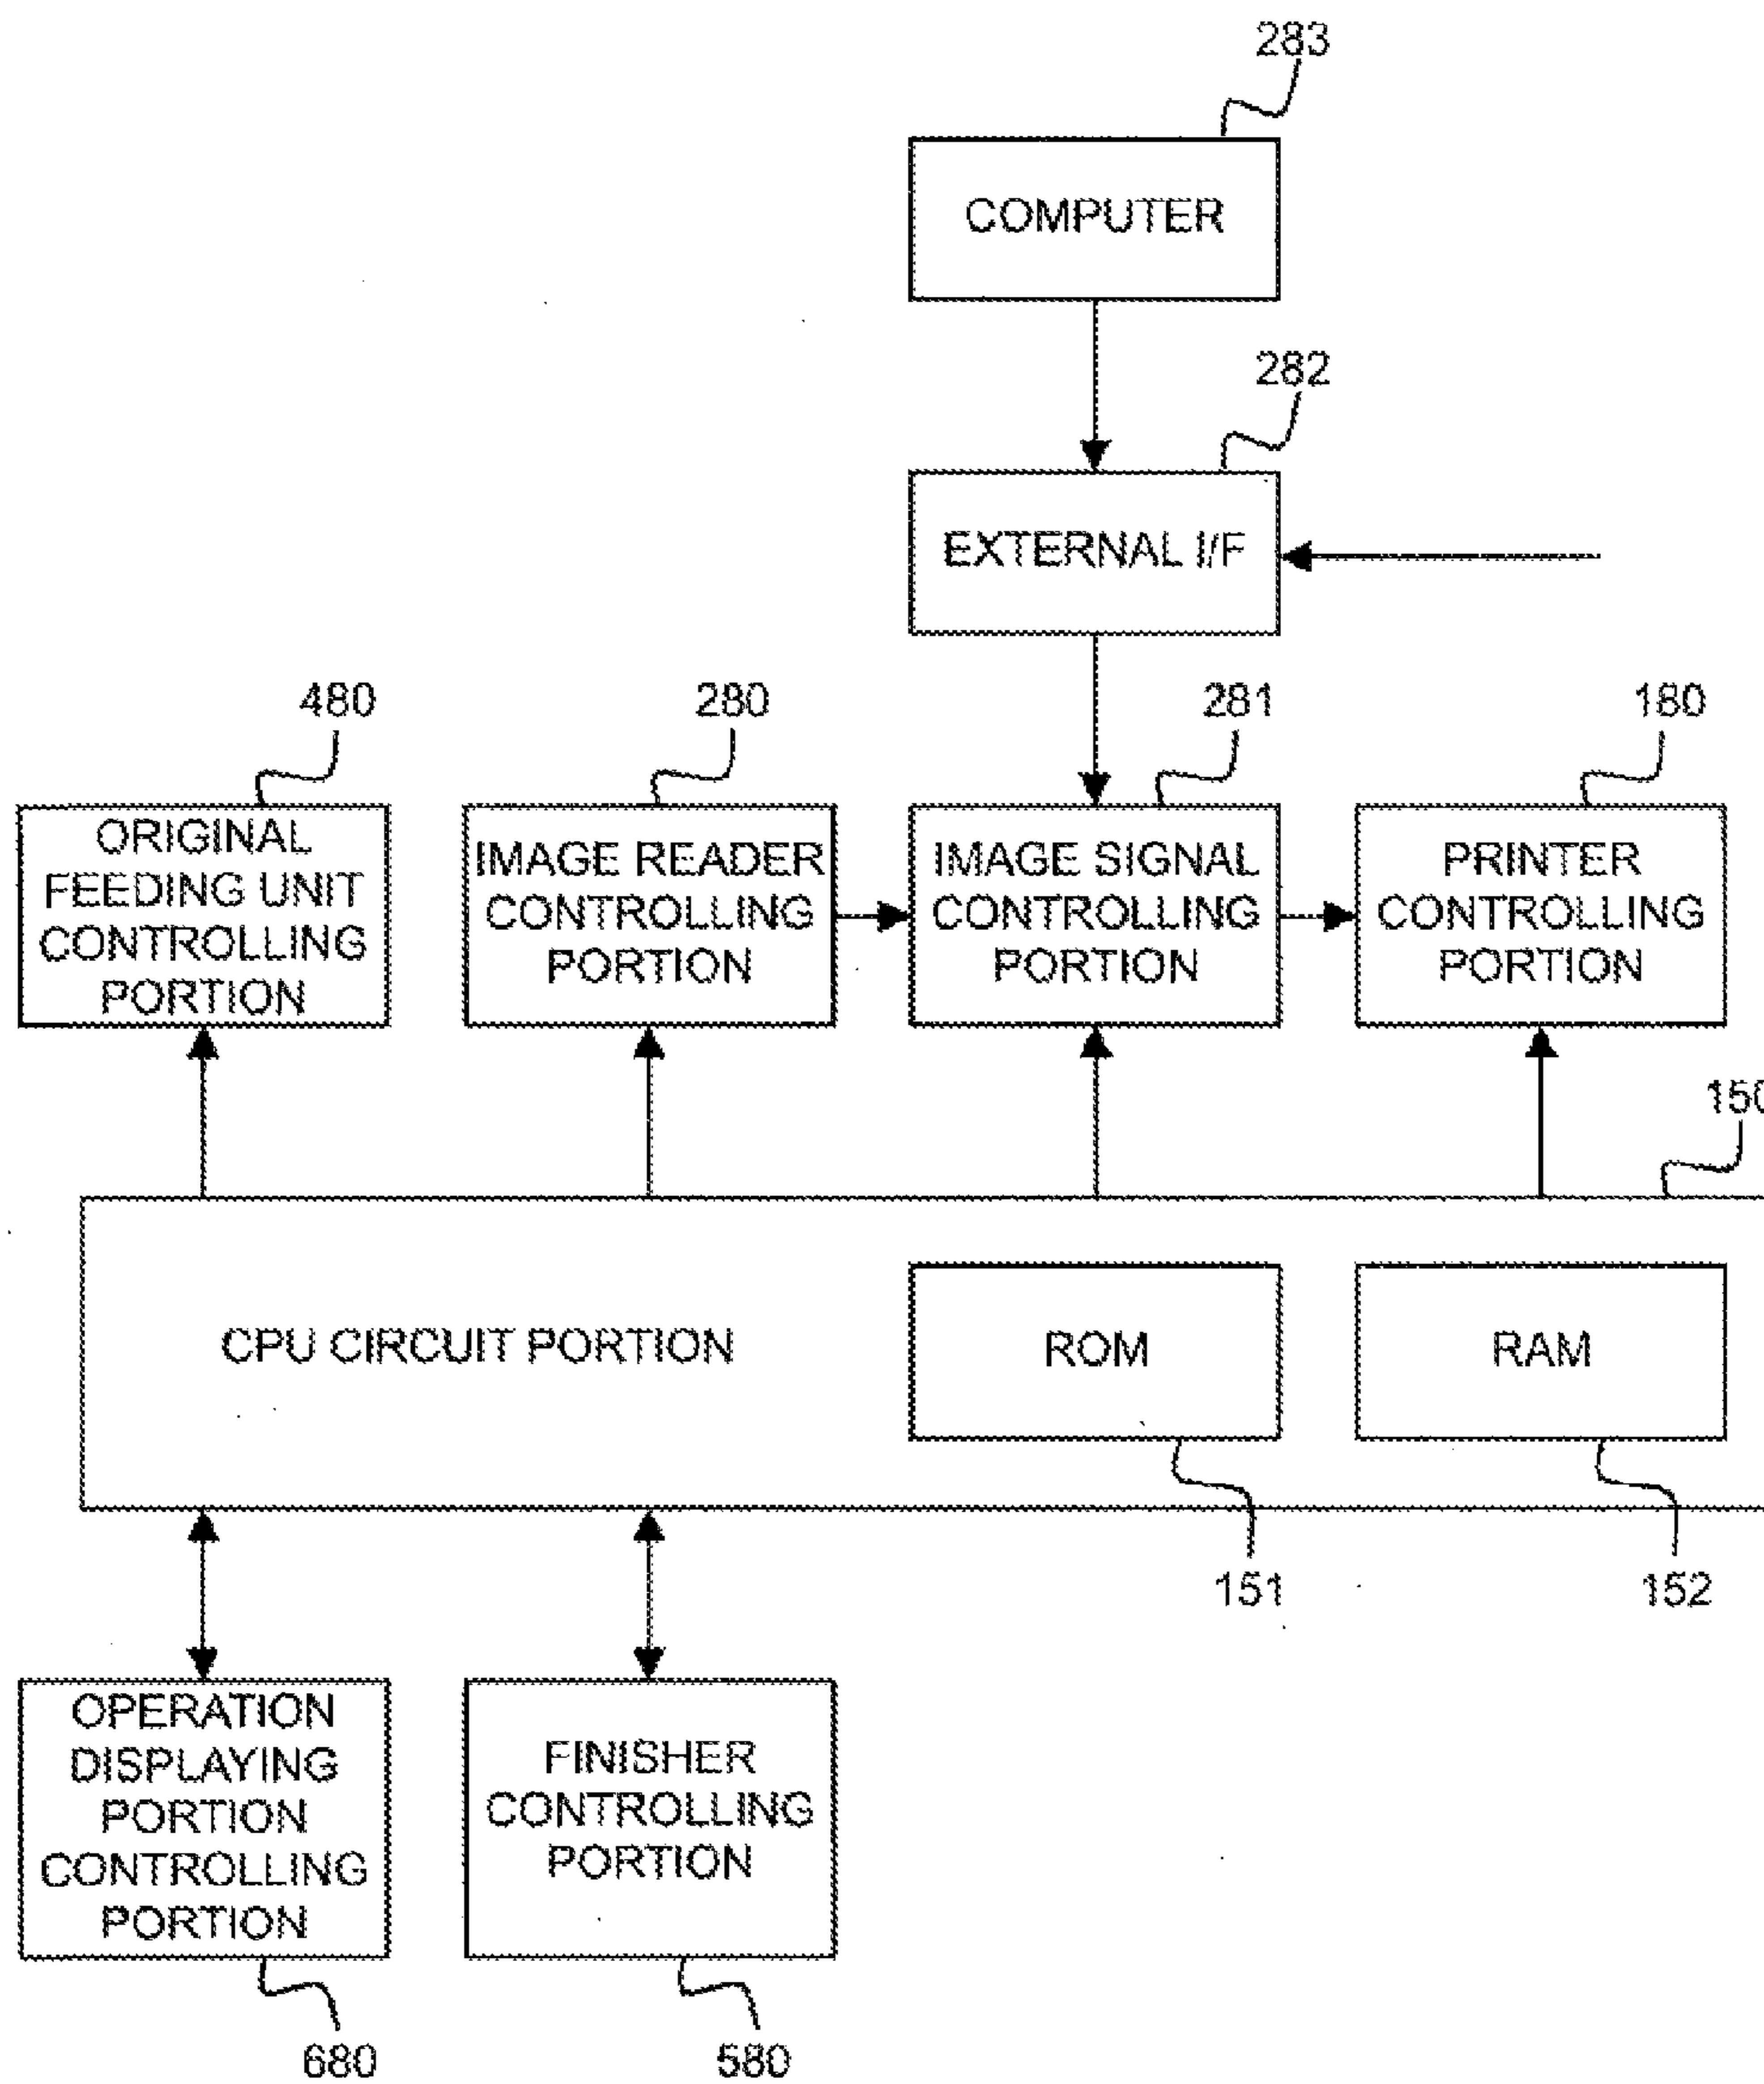 283
COMPUTER
282
EXTERNAL I/F
480
280
281
180
ORIGINAL
FEEDING UNIT
CONTROLLING
PORTION
IMAGE READER
CONTROLLING
PORTION
IMAGE SIGNAL
CONTROLLING
PORTION
PRINTER
CONTROLLING
PORTION
150
CPU CIRCUIT PORTION
ROM
RAM
151
152
OPERATION
DISPLAYING
PORTION
CONTROLLING
PORTION
FINISHER
CONTROLLING
PORTION
680
580